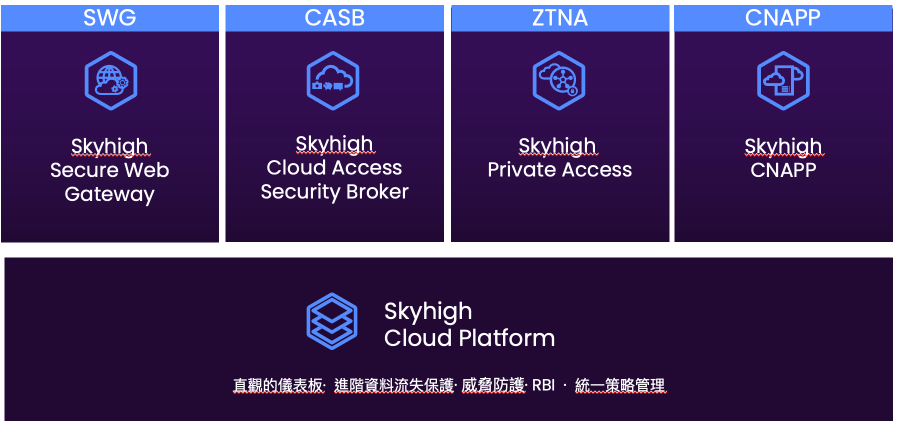 SWG
Skyhigh
Secure Web
Gateway
CASB
Skyhigh
Cloud Access
Security Broker
ZTNA
Skyhigh
Private Access
CNAPP
Skyhigh
CNAPP
Skyhigh
Cloud Platform
直觀的儀表板· 進階資料流失保護· 威脅防護· RBI · 統一策略管理